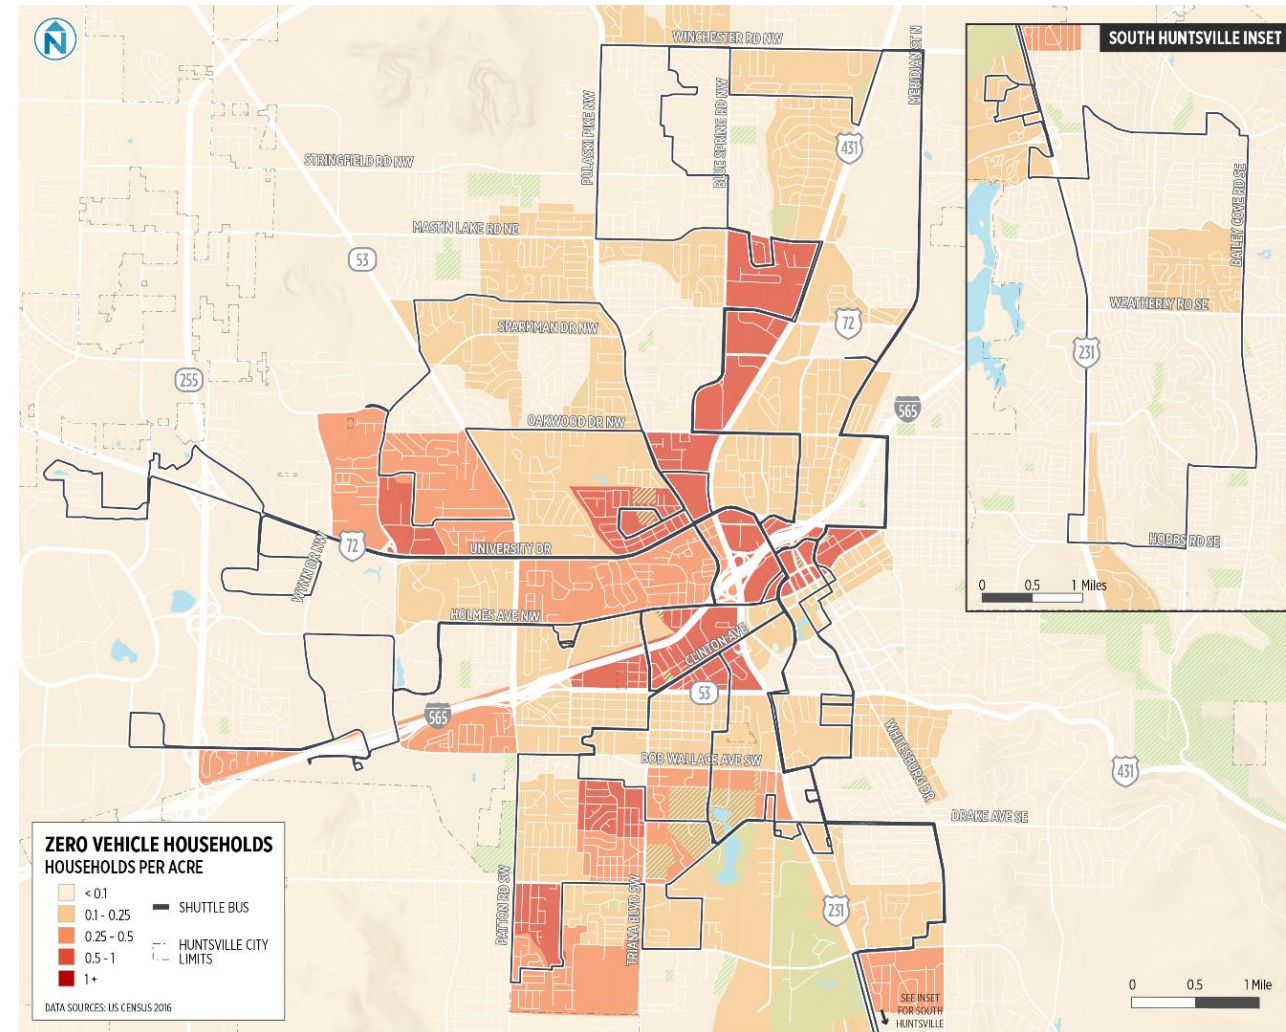 N
WINCHESTER RD NW
MERIDIAN ST N
SOUTH HUNTSVILLE INSET
PULASKI PIKE NW
BLUE SPRING RD NW
431
STRINGFIELD RD NW
BAILEY COVE RD SE
MASTIN LAKE RD NE
53
WEATHERLY RD SE
SPARKMAN DR NW
72
231
255
OAKWOOD DR NW
565
72
UNIVERSITY DR
HOBBS RD SE
WYNN DR NW
0 0.5 1 Miles
HOLMES AVE NW
CLINTON AVE
53
565
WHITESBURG DR
BOB WALLACE AVE SW
431
DRAKE AVE SE
ZERO VEHICLE HOUSEHOLDS
HOUSEHOLDS PER ACRE
< 0.1
0.1 - 0.25
0.25 - 0.5
0.5 - 1
1 +
SHUTTLE BUS
HUNTSVILLE CITY
LIMITS
DATA SOURCES: US CENSUS 2016
PATTON RD SW
TRIANA BLVD SW
231
SEE INSET
FOR SOUTH
HUNTSVILLE
0 0.5 1 Mile